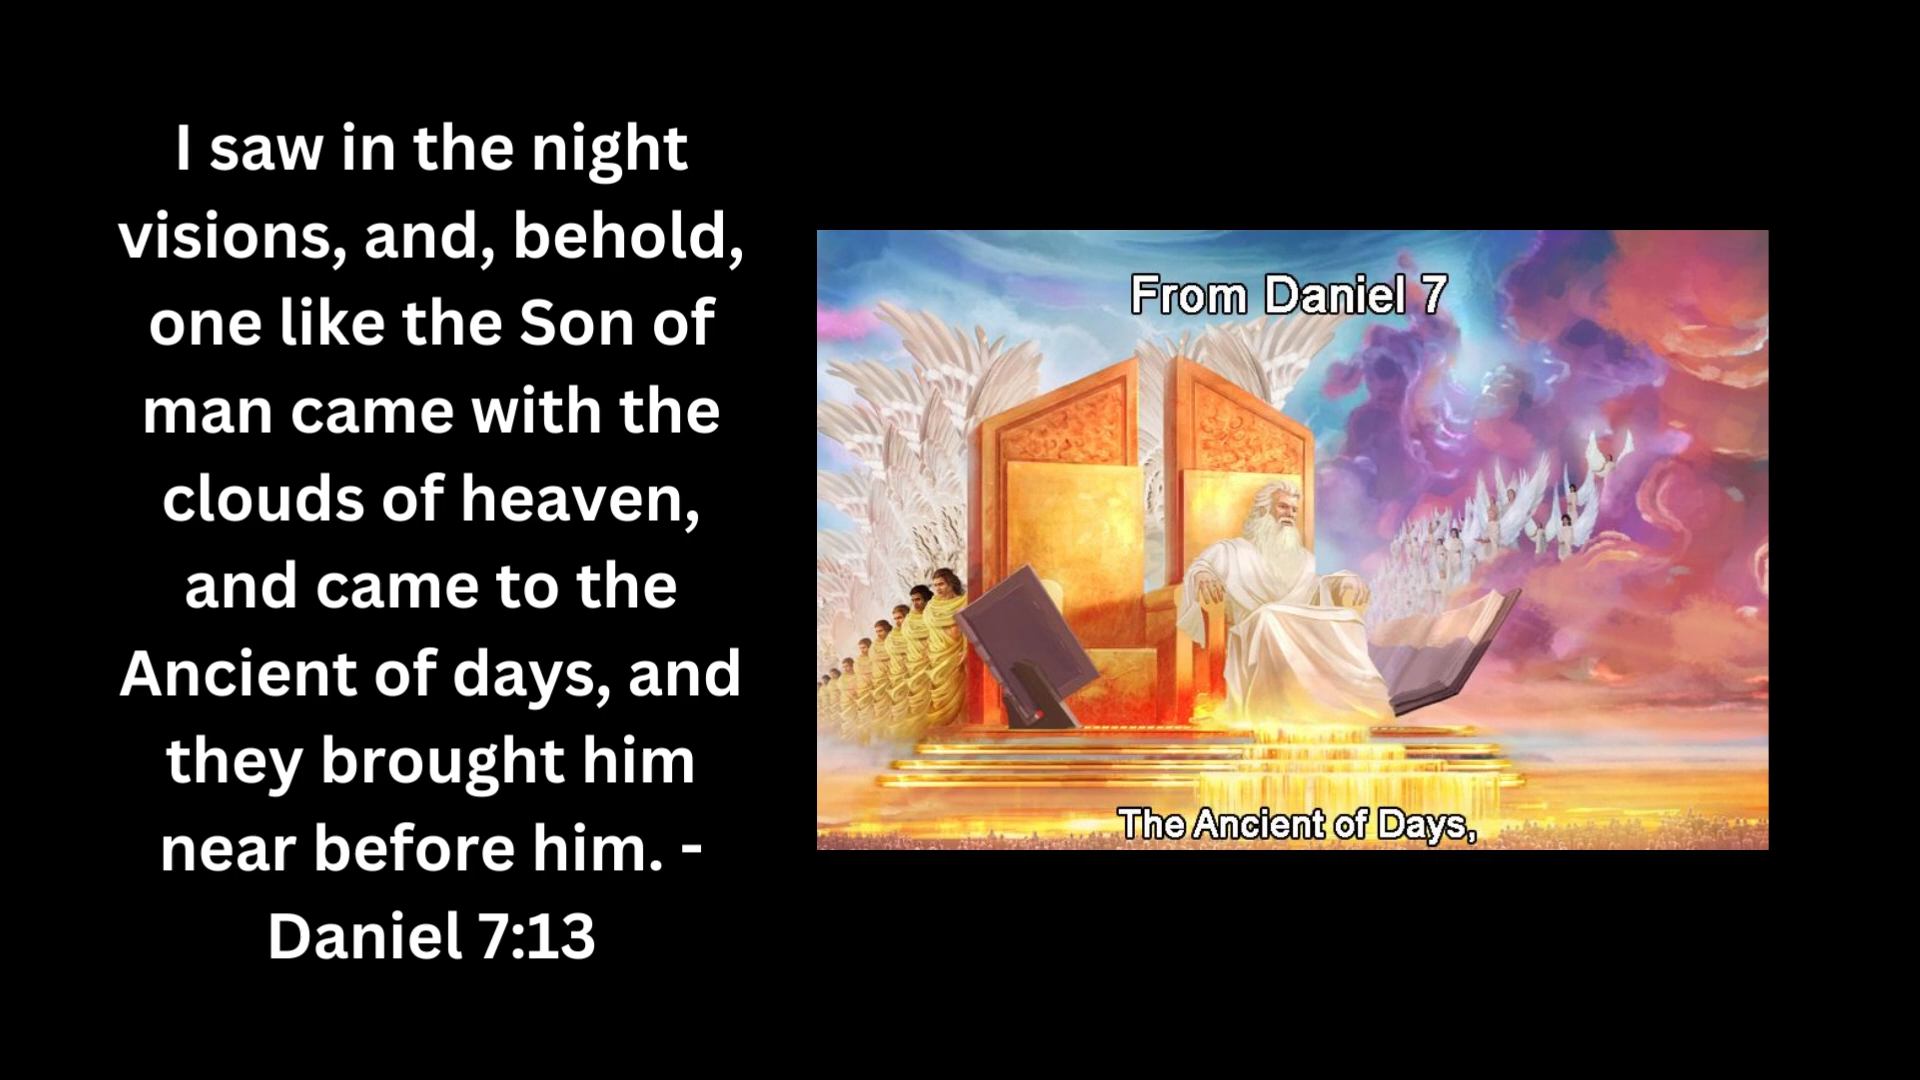 I saw in the night
visions, and, behold,
one like the Son of
man came with the
clouds of heaven,
and came to the
Ancient of days, and
they brought him
near before him. -
Daniel 7:13
From Daniel 7
The Ancient of Days,